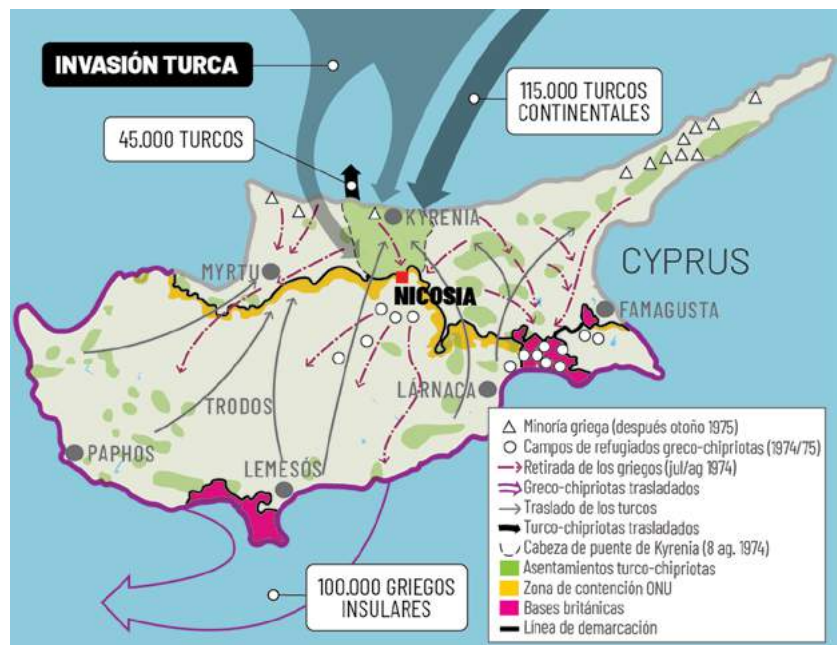 INVASIÓN TURCA
115.000 TURCOS
CONTINENTALES
45.000 TURCOS
KYRENIA
MYRTU
CYPRUS
NICOSIA
FAMAGUSTA
LÁRNACA
TRODOS
PAPHOS
LEMESÓS
100.000 GRIEGOS
INSULARES
Minoría griega (después otoño 1975)
Campos de refugiados greco-chipriotas (1974/75)
Retirada de los griegos (jul/ag 1974)
Greco-chipriotas trasladados
Traslado de los turcos
Turco-chipriotas trasladados
Cabeza de puente de Kyrenia (8 ag. 1974)
Asentamientos turco-chipriotas
Zona de contención ONU
Bases británicas
Línea de demarcación